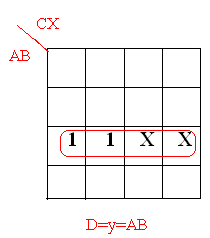 CX
AB
1 1 X X
D=y=AB